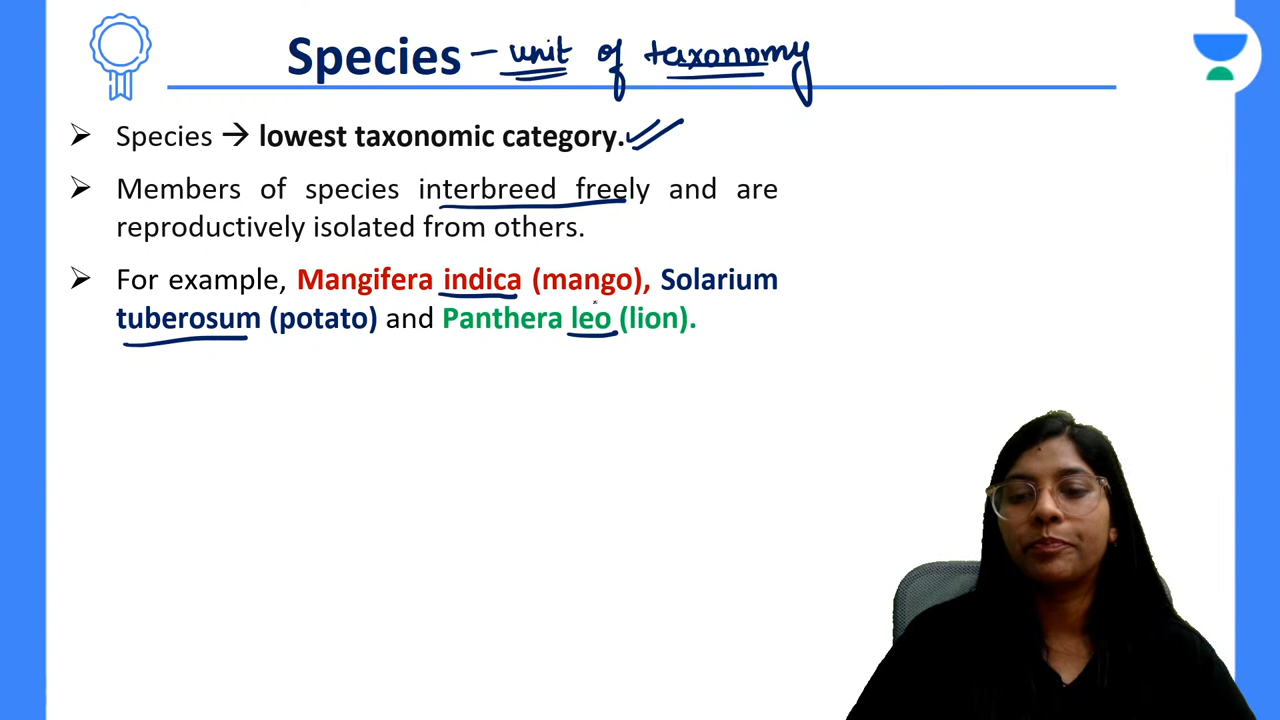 Species - unit of taxonomy
Species → lowest taxonomic category.
Members of species interbreed freely and are
reproductively isolated from others.
For example, Mangifera indica (mango), Solarium
tuberosum (potato) and Panthera leo (lion).